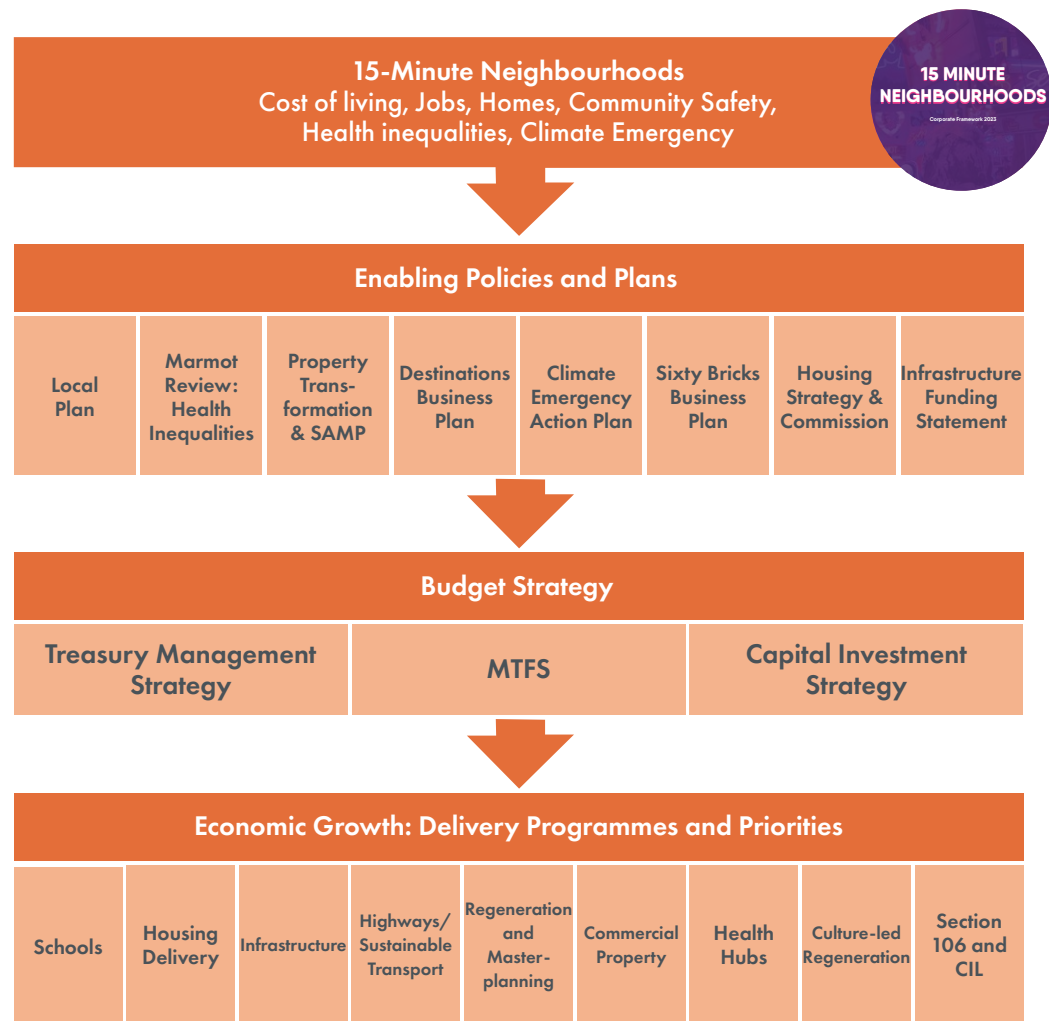 15-Minute Neighbourhoods
Cost of living, Jobs, Homes, Community Safety,
Health inequalities, Climate Emergency
15 MINUTE
NEIGHBOURHOODS
Corporate Framework 2023
Enabling Policies and Plans
Local
Plan
Marmot
Review:
Health
Inequalities
Property
Trans-
formation
& SAMP
Destinations
Business
Plan
Climate
Emergency
Action Plan
Sixty Bricks
Business
Plan
Housing
Strategy &
Commission
Infrastructure
Funding
Statement
Budget Strategy
Treasury Management
Strategy
MTFS
Capital Investment
Strategy
Economic Growth: Delivery Programmes and Priorities
Schools
Housing
Delivery
Infrastructure
Highways/
Sustainable
Transport
Regeneration
and
Master-
planning
Commercial
Property
Health
Hubs
Culture-led
Regeneration
Section
106 and
CIL